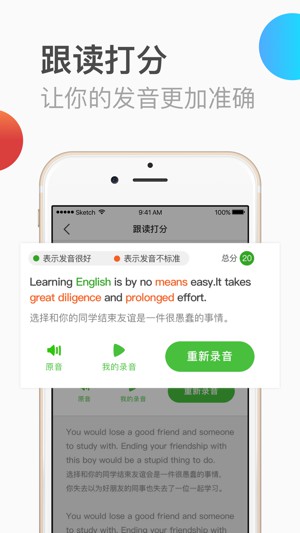 跟读打分
让你的发音更加准确
Sketch
9:41 AM
100%
跟读打分
表示发音很好 表示发音不标准 总分 20
Learning English is by no means easy.It takes
great diligence and prolonged effort.
选择和你的同学结束友谊是一件很愚蠢的事情。
原音 我的录音 重新录音
原音 我的录音 重新录音
You would lose a good friend and someone
to study with. Ending your friendship with
this boy would be a stupid thing to do.
选择和你的同学结束友谊会是一件很愚蠢的事情,
你失去以为好朋友的同事也失去了一位一起学习。
You would lose a good friend and someone
to study with. Ending your friendship with